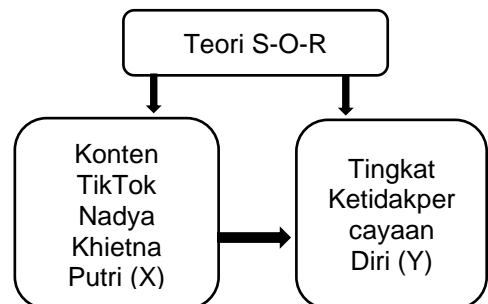 Teori S-O-R
Konten
TikTok
Nadya
Khietna
Putri (X)
Tingkat
Ketidakper
cayaan
Diri (Y)